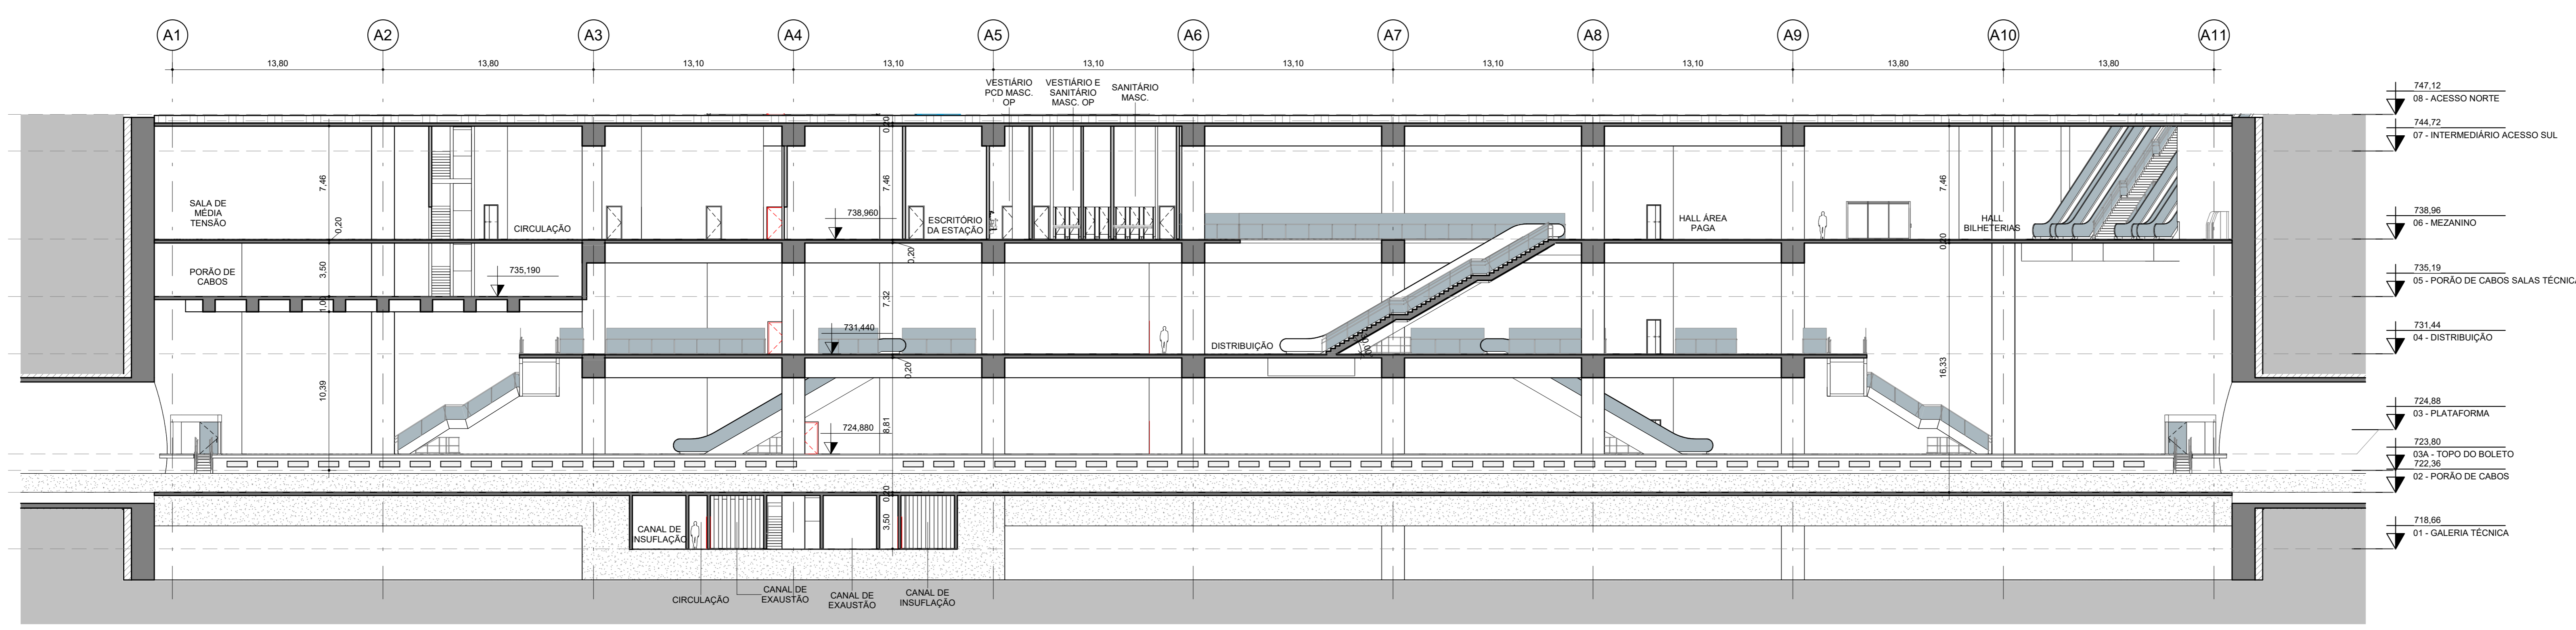 A1
A2
A3
A4
A5
A6
A7
A8
A9
A10
A11
13,80
13,80
13,10
13,10
13,10
13,10
13,10
13,10
13,80
13,80
VESTIÁRIO
PCD MASC.
OP
VESTIÁRIO E
SANITÁRIO
MASC. OP
SANITÁRIO
MASC.
747,12
08 - ACESSO NORTE
744,72
07 - INTERMEDIÁRIO ACESSO SUL
0,20
7,46
7,46
7,46
SALA DE
MÉDIA
TENSÃO
0,20
CIRCULAÇÃO
738,960
ESCRITÓRIO
DA ESTAÇÃO
HALL ÁREA
PAGA
HALL
BILHETERIAS
738,96
06 - MEZANINO
0,20
0,20
PORÃO DE
CABOS
3,50
735,190
735,19
05 - PORÃO DE CABOS SALAS TÉCNICA
1,00
7,32
731,440
DISTRIBUIÇÃO
731,44
04 - DISTRIBUIÇÃO
0,20
10,39
16,33
724,880
8,81
724,88
03 - PLATAFORMA
723,80
03A - TOPO DO BOLETO
722,36
02 - PORÃO DE CABOS
0,20
CANAL DE
INSUFLAÇÃO
3,50
718,66
01 - GALERIA TÉCNICA
CIRCULAÇÃO
CANAL DE
EXAUSTÃO
CANAL DE
EXAUSTÃO
CANAL DE
INSUFLAÇÃO